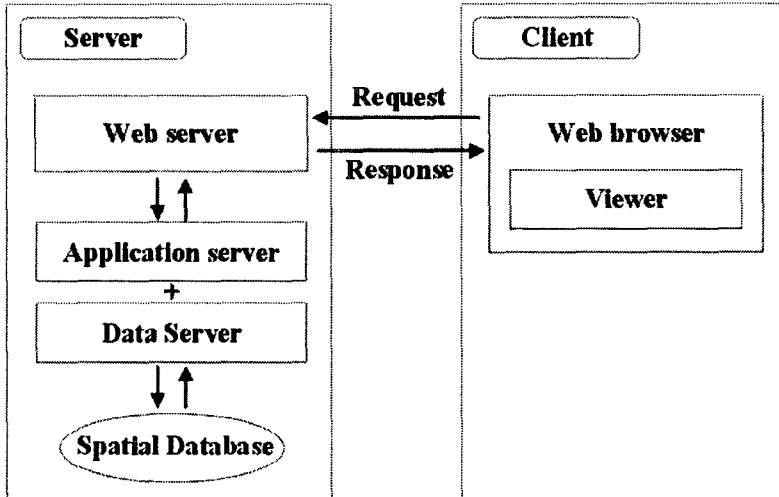 Server
Client
Request
Web server
Web browser
Response
Viewer
Application server
+
Data Server
Spatial Database